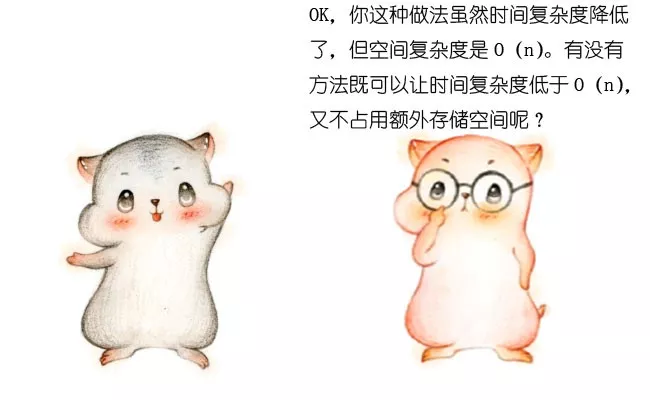 OK，你这种做法虽然时间复杂度降低
了，但空间复杂度是 O（n）。有没有
方法既可以让时间复杂度低于 O（n），
又不占用额外存储空间呢？